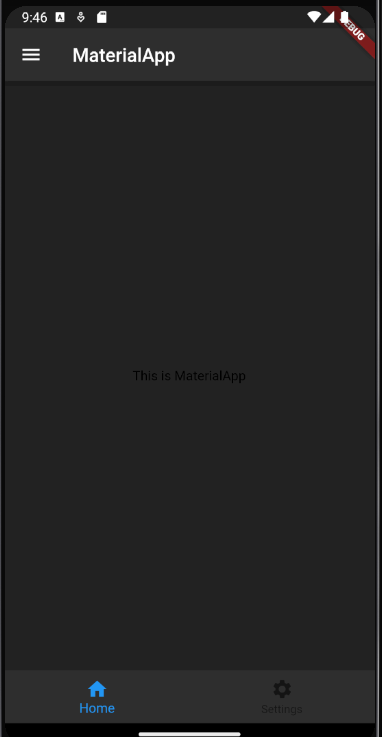 9:46
DEBUG
MaterialApp
This is MaterialApp
Home
Settings